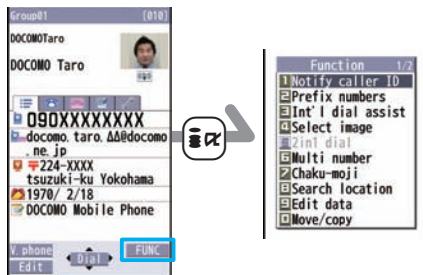 Group01 [010]
DOCOMOTaro
DOCOMO Taro
090XXXXXXXX
docomo.taro.ΔΔ@docomo
.ne.jp
〒224-XXXX
tsuzuki-ku Yokohama
1970/ 2/18
DOCOMO Mobile Phone
V.phone Dial FUNC
Edit
iα
Function 1/2
1 Notify caller ID
2 Prefix numbers
3 Int'l dial assist
4 Select image
2in1 dial
6 Multi number
7 Chaku-moji
8 Search location
9 Edit data
Move/copy